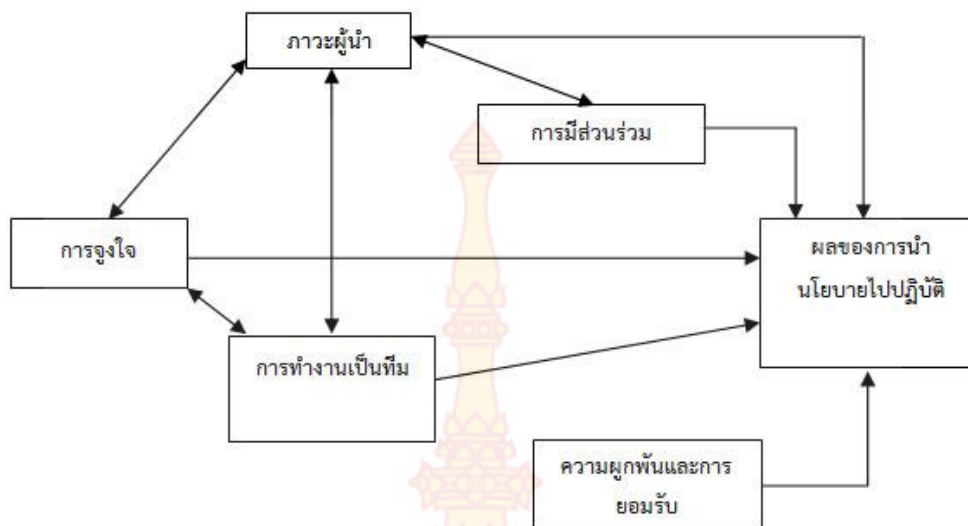 ภาวะผู้นำ
การมีส่วนร่วม
การจูงใจ
ผลของการนำ
นโยบายไปปฏิบัติ
การทำงานเป็นทีม
ความผูกพันและการ
ยอมรับ